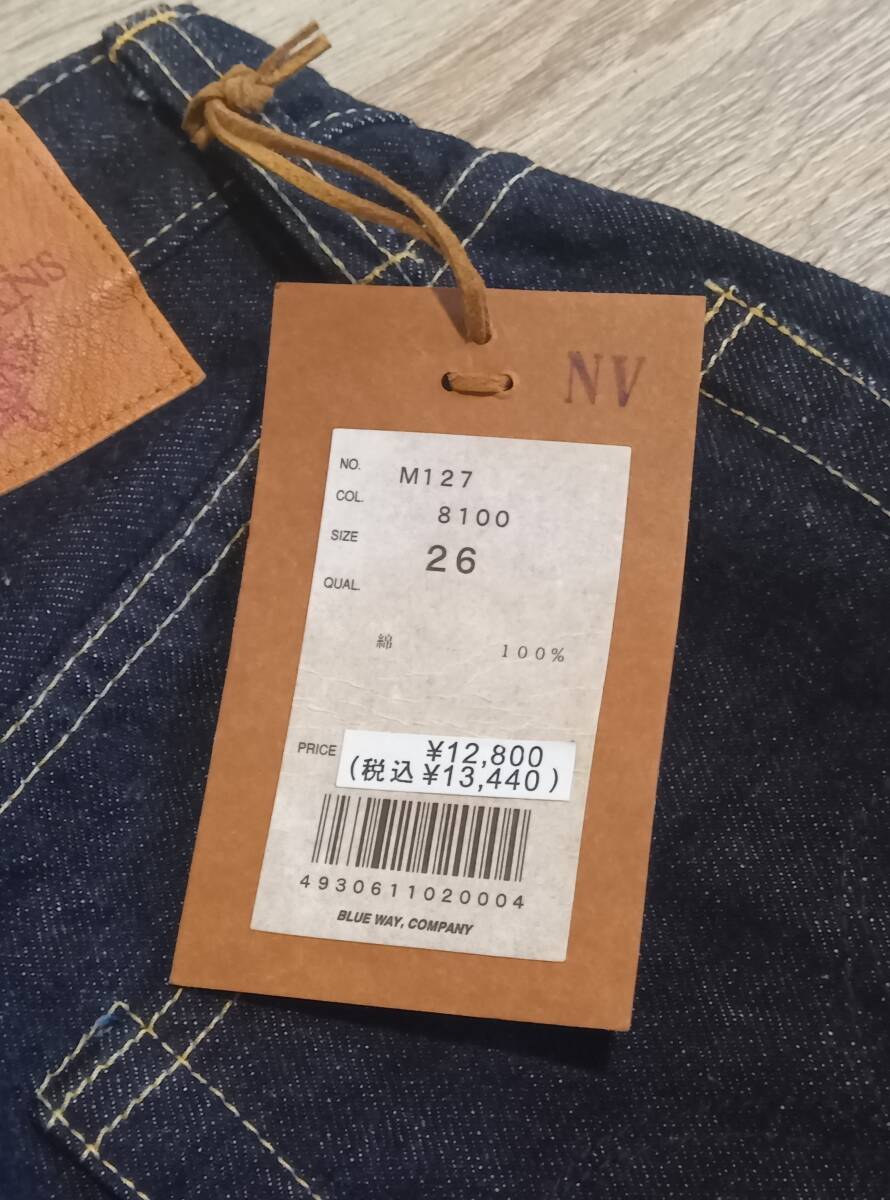 NV
NO. M127
COL. 8100
SIZE 26
QUAL.
綿 100%
PRICE ¥12,800
(税込¥13,440)
4930611020004
BLUE WAY, COMPANY